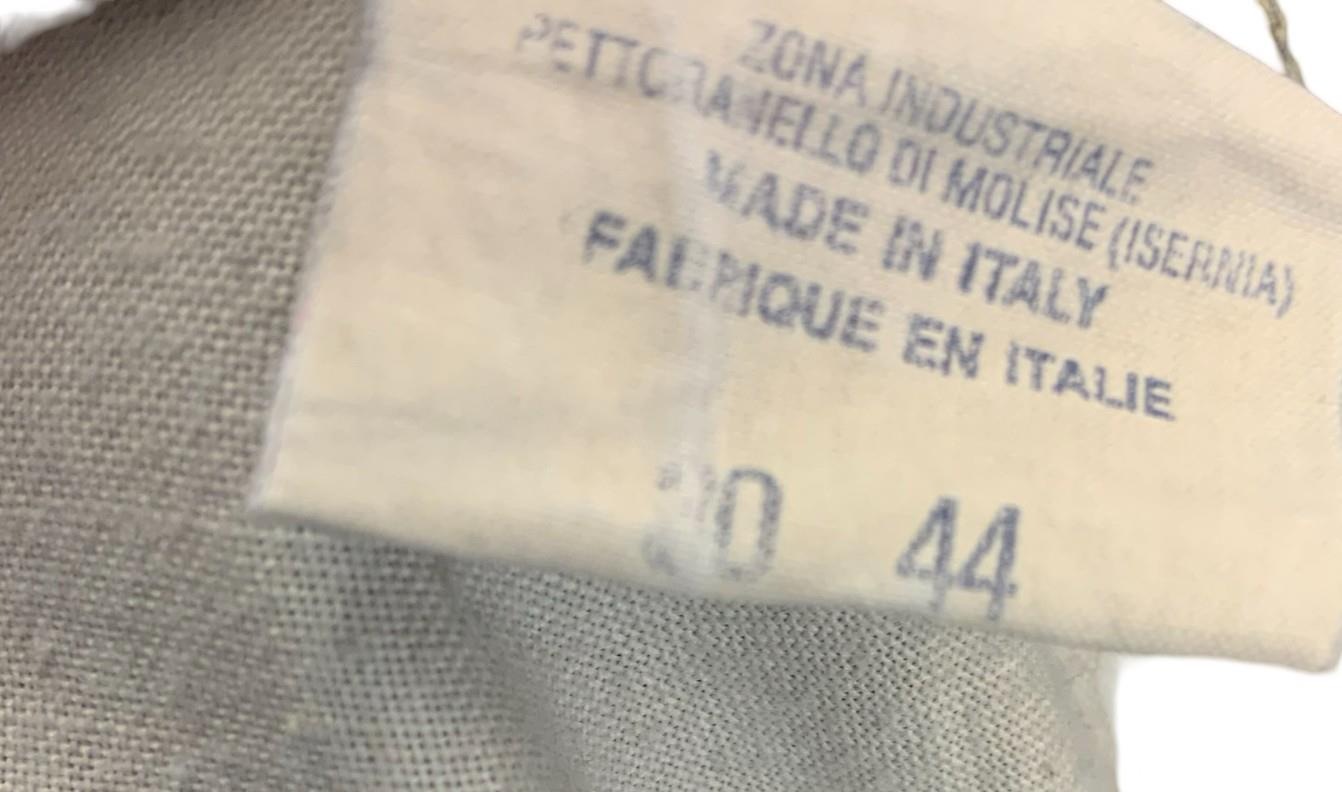 ZONA INDUSTRIALE
PETTORANELLO DI MOLISE (ISERNIA)
MADE IN ITALY
FABRIQUE EN ITALIE
44